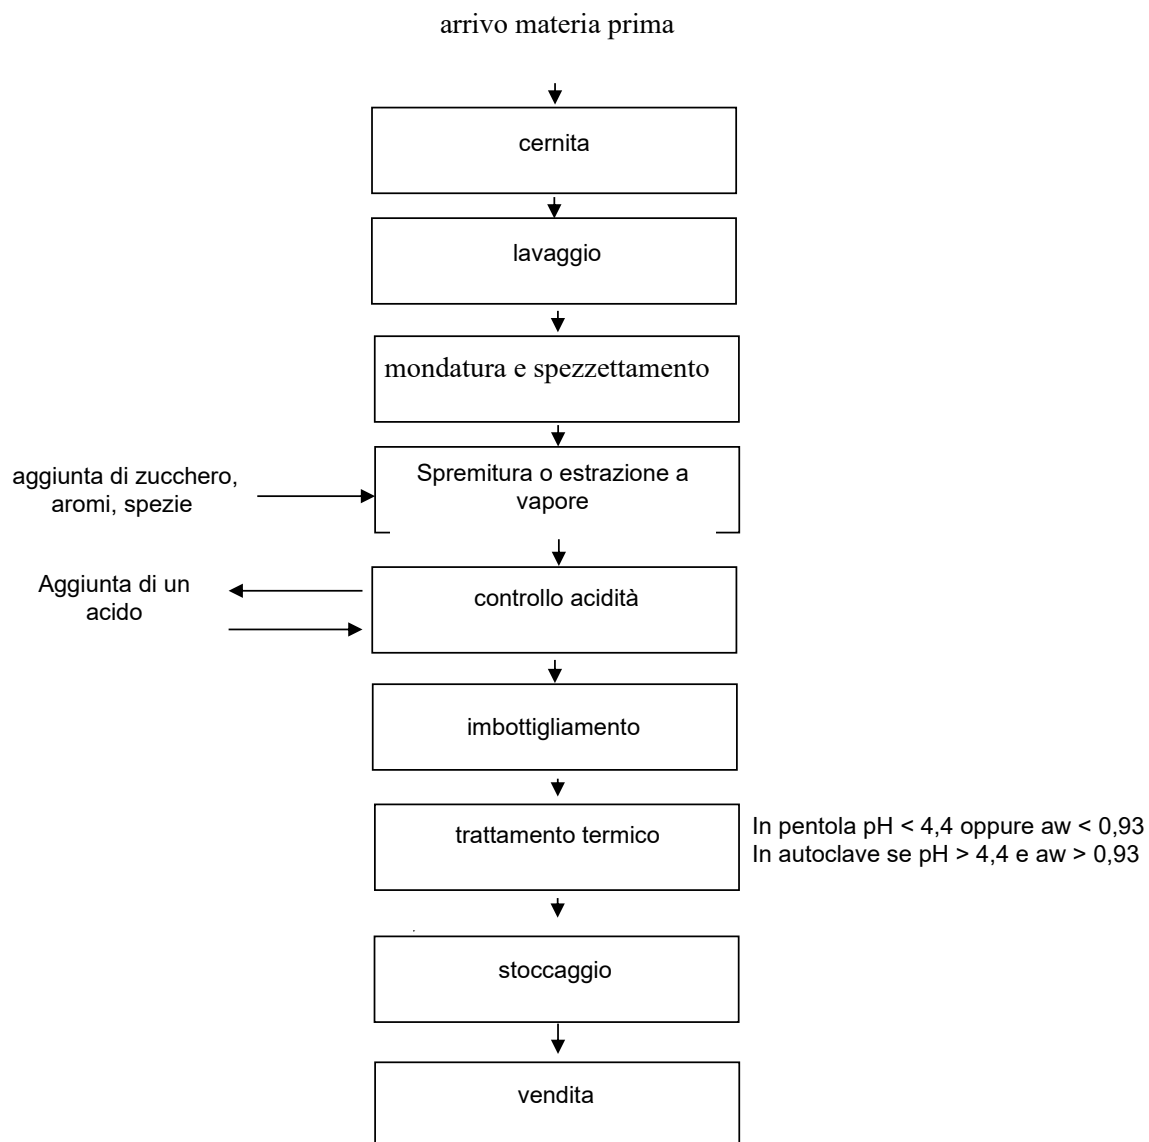 arrivo materia prima
cernita
lavaggio
mondatura e spezzettamento
aggiunta di zucchero,
aromi, spezie
Spremitura o estrazione a
vapore
Aggiunta di un
acido
controllo acidità
imbottigliamento
trattamento termico
In pentola pH < 4,4 oppure aw < 0,93
In autoclave se pH > 4,4 e aw > 0,93
stoccaggio
vendita